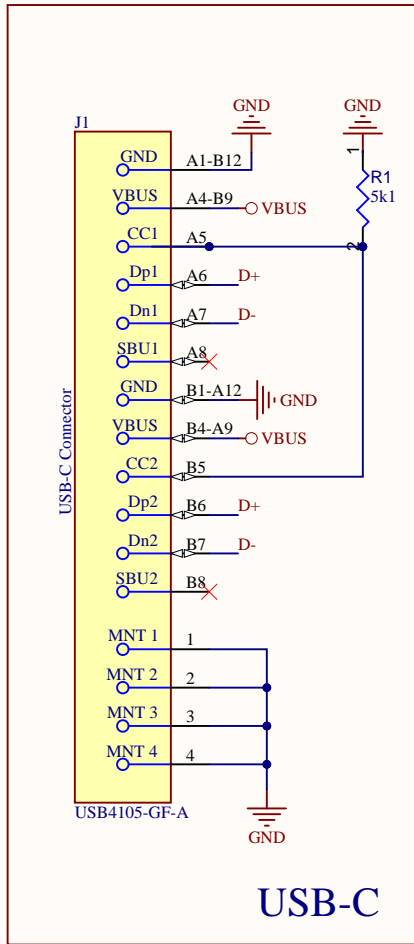 GND
GND
J1
GND
A1-B12
1
R1
5k1
2
VBUS
A4-B9
VBUS
CC1
A5
Dp1
A6
D+
Dn1
A7
D-
SBU1
A8
GND
B1-A12
GND
VBUS
B4-A9
VBUS
CC2
B5
Dp2
B6
D+
Dn2
B7
D-
SBU2
B8
USB-C Connector
MNT 1
1
MNT 2
2
MNT 3
3
MNT 4
4
USB4105-GF-A
GND
USB-C